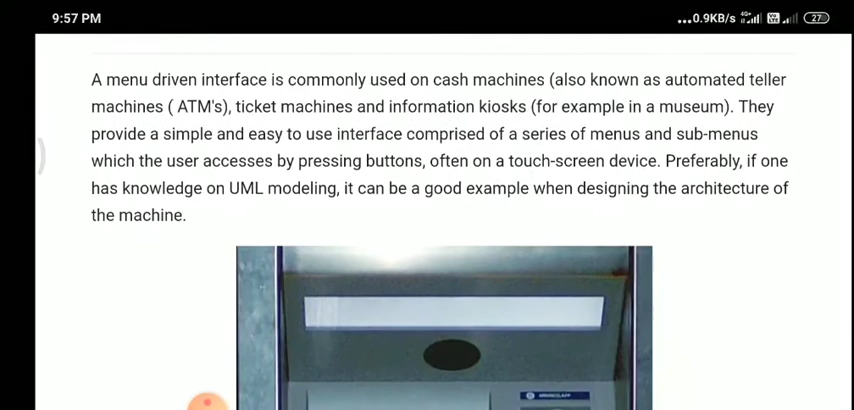 9:57 PM
...0.9KB/s 4G+ 27
A menu driven interface is commonly used on cash machines (also known as automated teller
machines ( ATM's), ticket machines and information kiosks (for example in a museum). They
provide a simple and easy to use interface comprised of a series of menus and sub-menus
which the user accesses by pressing buttons, often on a touch-screen device. Preferably, if one
has knowledge on UML modeling, it can be a good example when designing the architecture of
the machine.